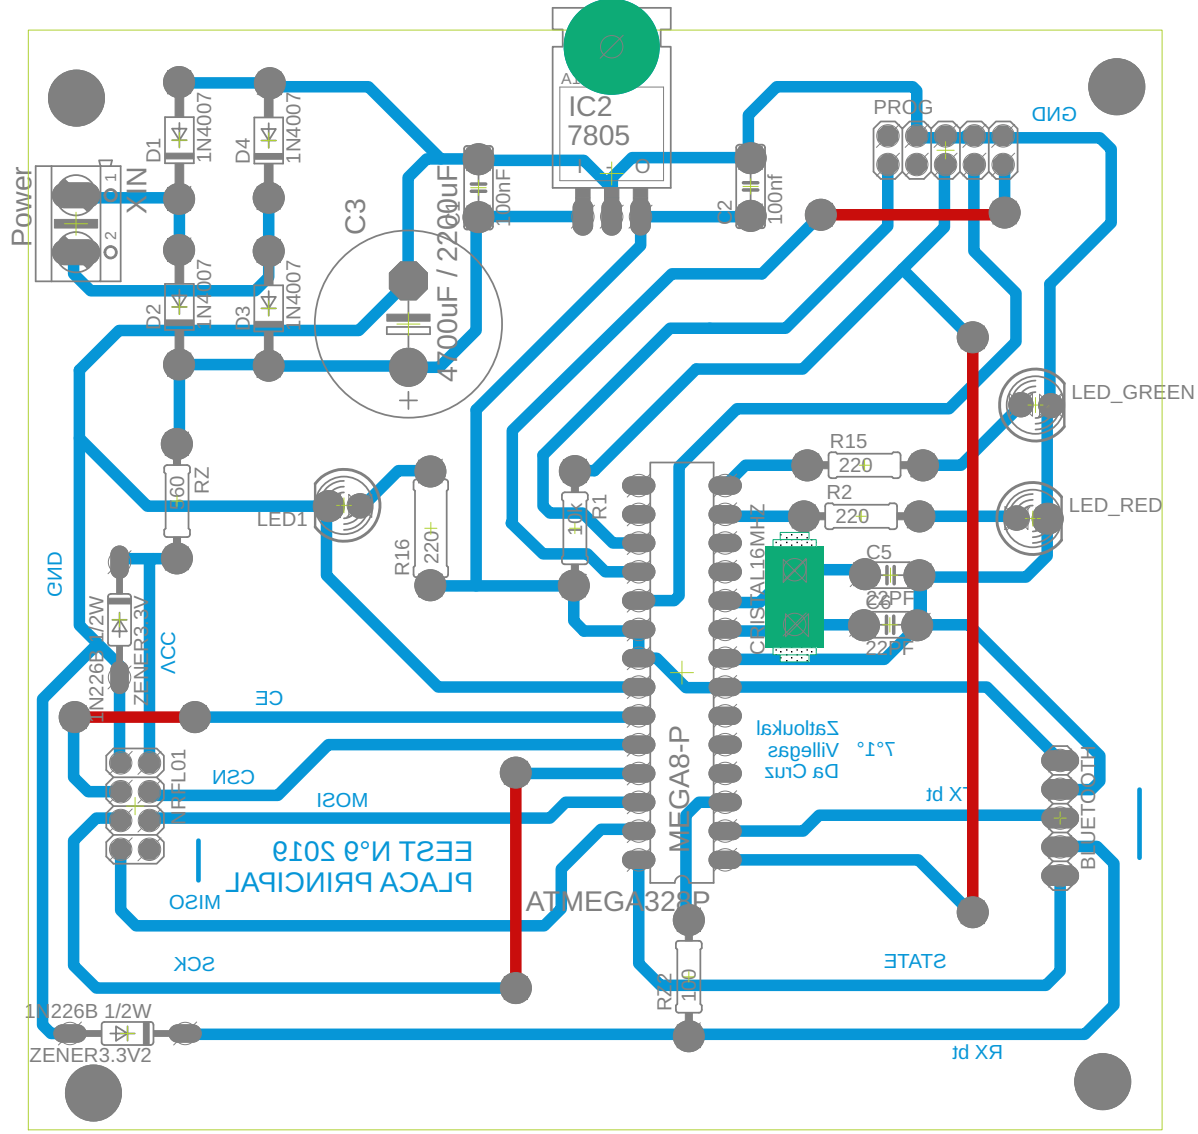 IC2
7805
PROG
GND
D1
1N4007
D4
1N4007
Power
1
2
C3
4700uF / 2200uF
100nF
C2
100nf
I
O
D2
1N4007
D3
1N4007
+
LED_GREEN
R15
220
R2
220
LED_RED
RZ
560
LED1
R16
220
R1
10k
CRISTAL16MHZ
C5
22PF
C6
22PF
GND
VCC
1N226B 1/2W
ZENER3.3V
CE
CSN
MOSI
NRFL01
MEGA8-P
Zatloukal
Villegas
Da Cruz
7°1°
TX bt
BLUETOOTH
EEST N°9 2019
PLACA PRINCIPAL
MISO
ATMEGA328P
SCK
STATE
RZ2
100
1N226B 1/2W
ZENER3.3V2
RX bt